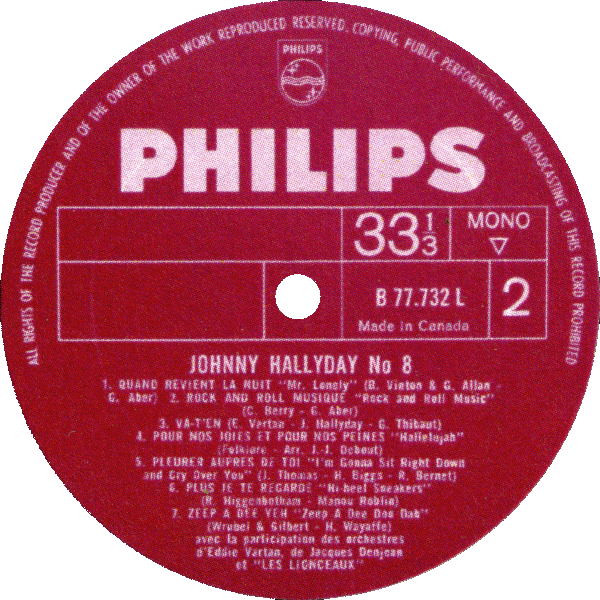 ALL RIGHTS OF THE RECORD PRODUCER AND OF THE OWNER OF THE WORK REPRODUCED RESERVED. COPYING, PUBLIC PERFORMANCE AND BROADCASTING OF THIS RECORD PROHIBITED
PHILIPS
PHILIPS
33 1/3 MONO
▽
B 77.732 L 2
Made in Canada
JOHNNY HALLYDAY No 8
1. QUAND REVIENT LA NUIT "Mr. Lonely" (B. Vinton & G. Allan -
G. Aber) 2. ROCK AND ROLL MUSIQUE "Rock and Roll Music"
(C. Berry - G. Aber)
3. VA-T'EN (E. Vartan - J. Hallyday - G. Thibaut)
4. POUR NOS JOIES ET POUR NOS PEINES "Hallelujah"
(Folklore - Arr. J.-J. Debout)
5. PLEURER AUPRES DE TOI "I'm Gonna Sit Right Down
and Cry Over You" (J. Thomas - H. Biggs - R. Bernet)
6. PLUS JE TE REGARDE "Hi-heel Sneakers"
(R. Higgenbotham - Manou Roblin)
7. ZEEP A DEE YEH "Zeep A Dee Doo Dah"
(Wrubel & Gilbert - H. Wayaffe)
avec la participation des orchestres
d'Eddie Vartan, de Jacques Denjean
et "LES LIONCEAUX"